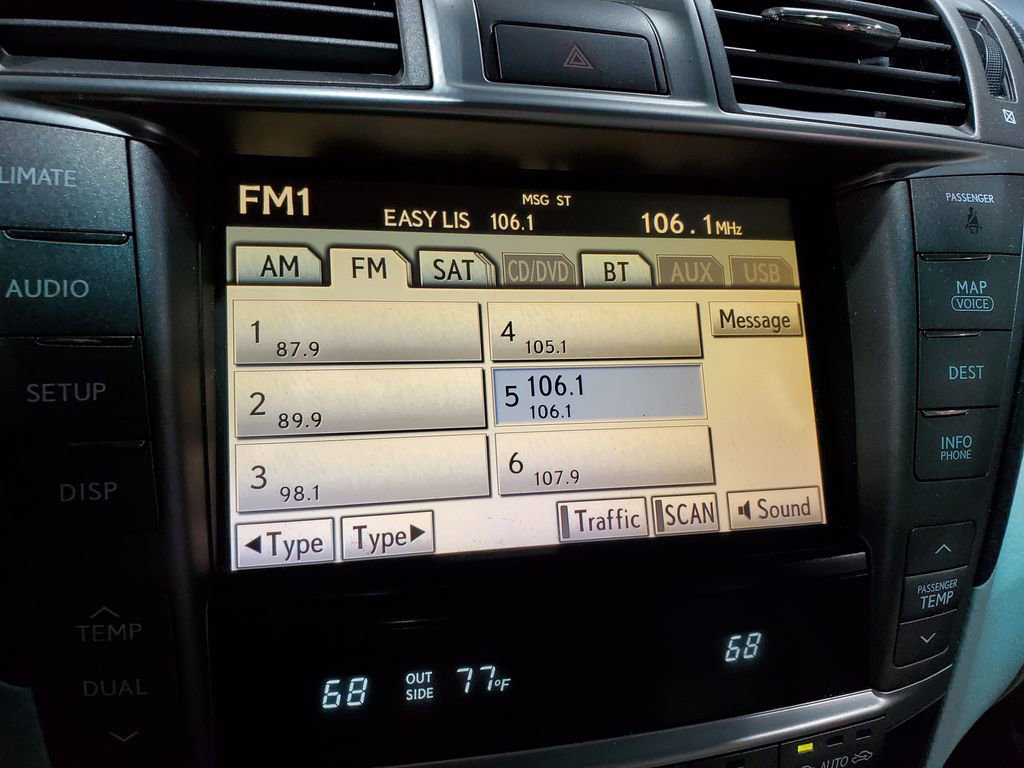 LIMATE
AUDIO
SETUP
DISP
TEMP
DUAL
FM1
MSG ST
EASY LIS 106.1
106.1MHz
AM FM SAT CD/DVD BT AUX USB
1 87.9
2 89.9
3 98.1
4 105.1
5 106.1
106.1
6 107.9
Message
◀Type Type▶
Traffic SCAN Sound
68
OUT
SIDE
77°F
68
PASSENGER
MAP
VOICE
DEST
INFO
PHONE
PASSENGER
TEMP
AUTO